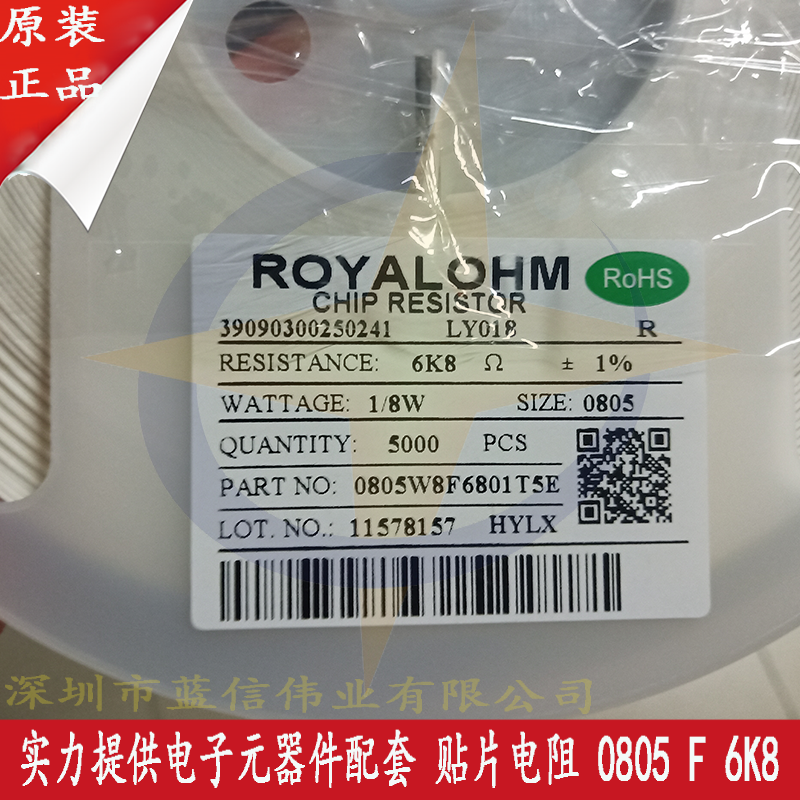 原装
正品
ROYALOHM
RoHS
CHIP RESISTOR
39090300250241 LY018 R
RESISTANCE: 6K8 Ω ± 1%
WATTAGE: 1/8W SIZE: 0805
QUANTITY: 5000 PCS
PART NO: 0805W8F6801T5E
LOT. NO.: 11578157 HYLX
深圳市蓝信伟业有限公司
实力提供电子元器件配套 贴片电阻 0805 F 6K8